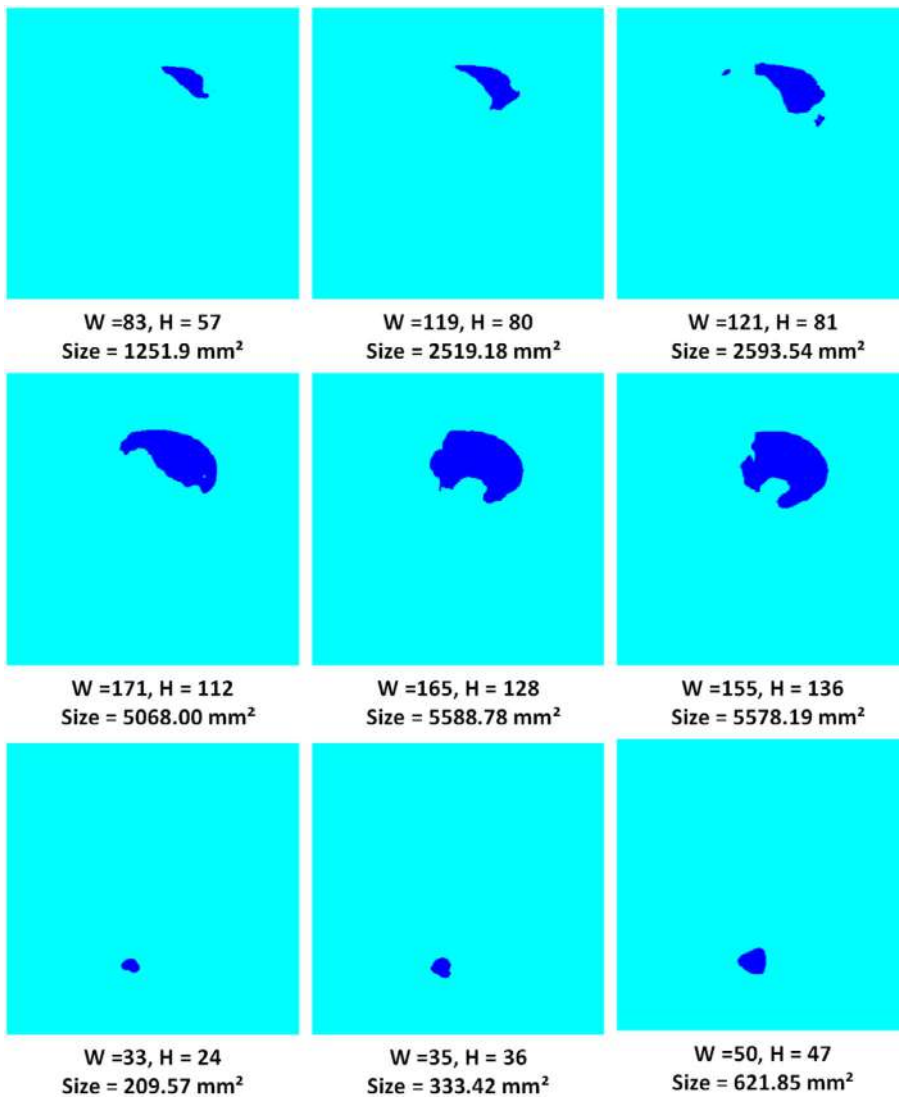 W =83, H = 57
Size = 1251.9 mm²
W =119, H = 80
Size = 2519.18 mm²
W =121, H = 81
Size = 2593.54 mm²
W =171, H = 112
Size = 5068.00 mm²
W =165, H = 128
Size = 5588.78 mm²
W =155, H = 136
Size = 5578.19 mm²
W =33, H = 24
Size = 209.57 mm²
W =35, H = 36
Size = 333.42 mm²
W =50, H = 47
Size = 621.85 mm²